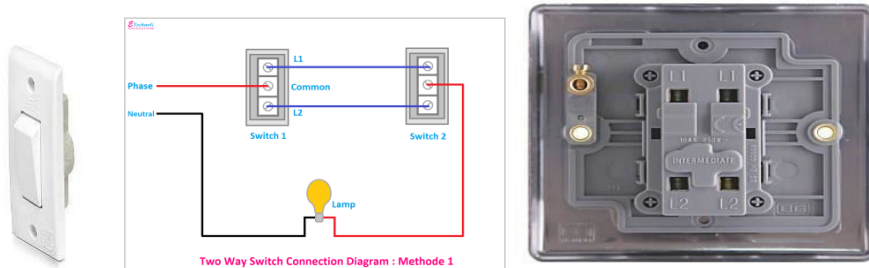 Electronli
L1
Phase
Common
Neutral
L2
Switch 1
Switch 2
Lamp
Two Way Switch Connection Diagram : Methode 1
L1 L1
INTERMEDIATE
L2 L2